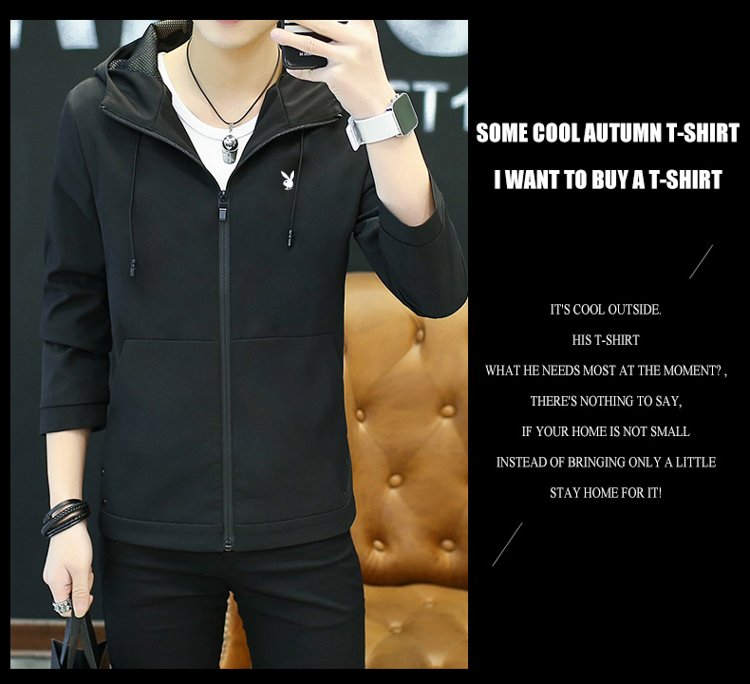 ST1
SOME COOL AUTUMN T-SHIRT
I WANT TO BUY A T-SHIRT
IT'S COOL OUTSIDE.
HIS T-SHIRT
WHAT HE NEEDS MOST AT THE MOMENT? ,
THERE'S NOTHING TO SAY,
IF YOUR HOME IS NOT SMALL
INSTEAD OF BRINGING ONLY A LITTLE
STAY HOME FOR IT!